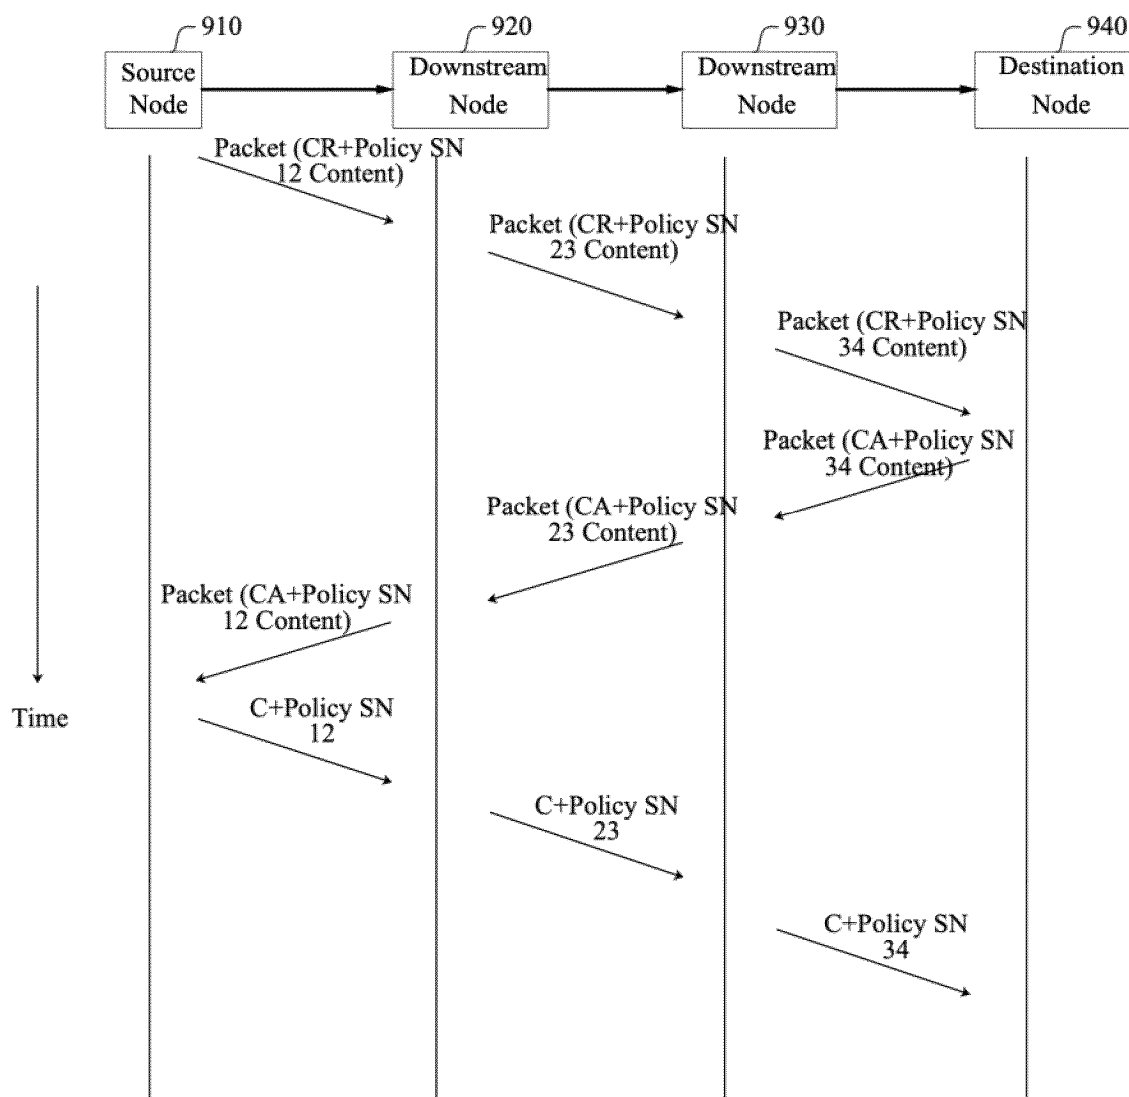 910
920
930
940
Source
Node
Downstream
Node
Downstream
Node
Destination
Node
Packet (CR+Policy SN
12 Content)
Packet (CR+Policy SN
23 Content)
Packet (CR+Policy SN
34 Content)
Packet (CA+Policy SN
34 Content)
Packet (CA+Policy SN
23 Content)
Packet (CA+Policy SN
12 Content)
Time
C+Policy SN
12
C+Policy SN
23
C+Policy SN
34